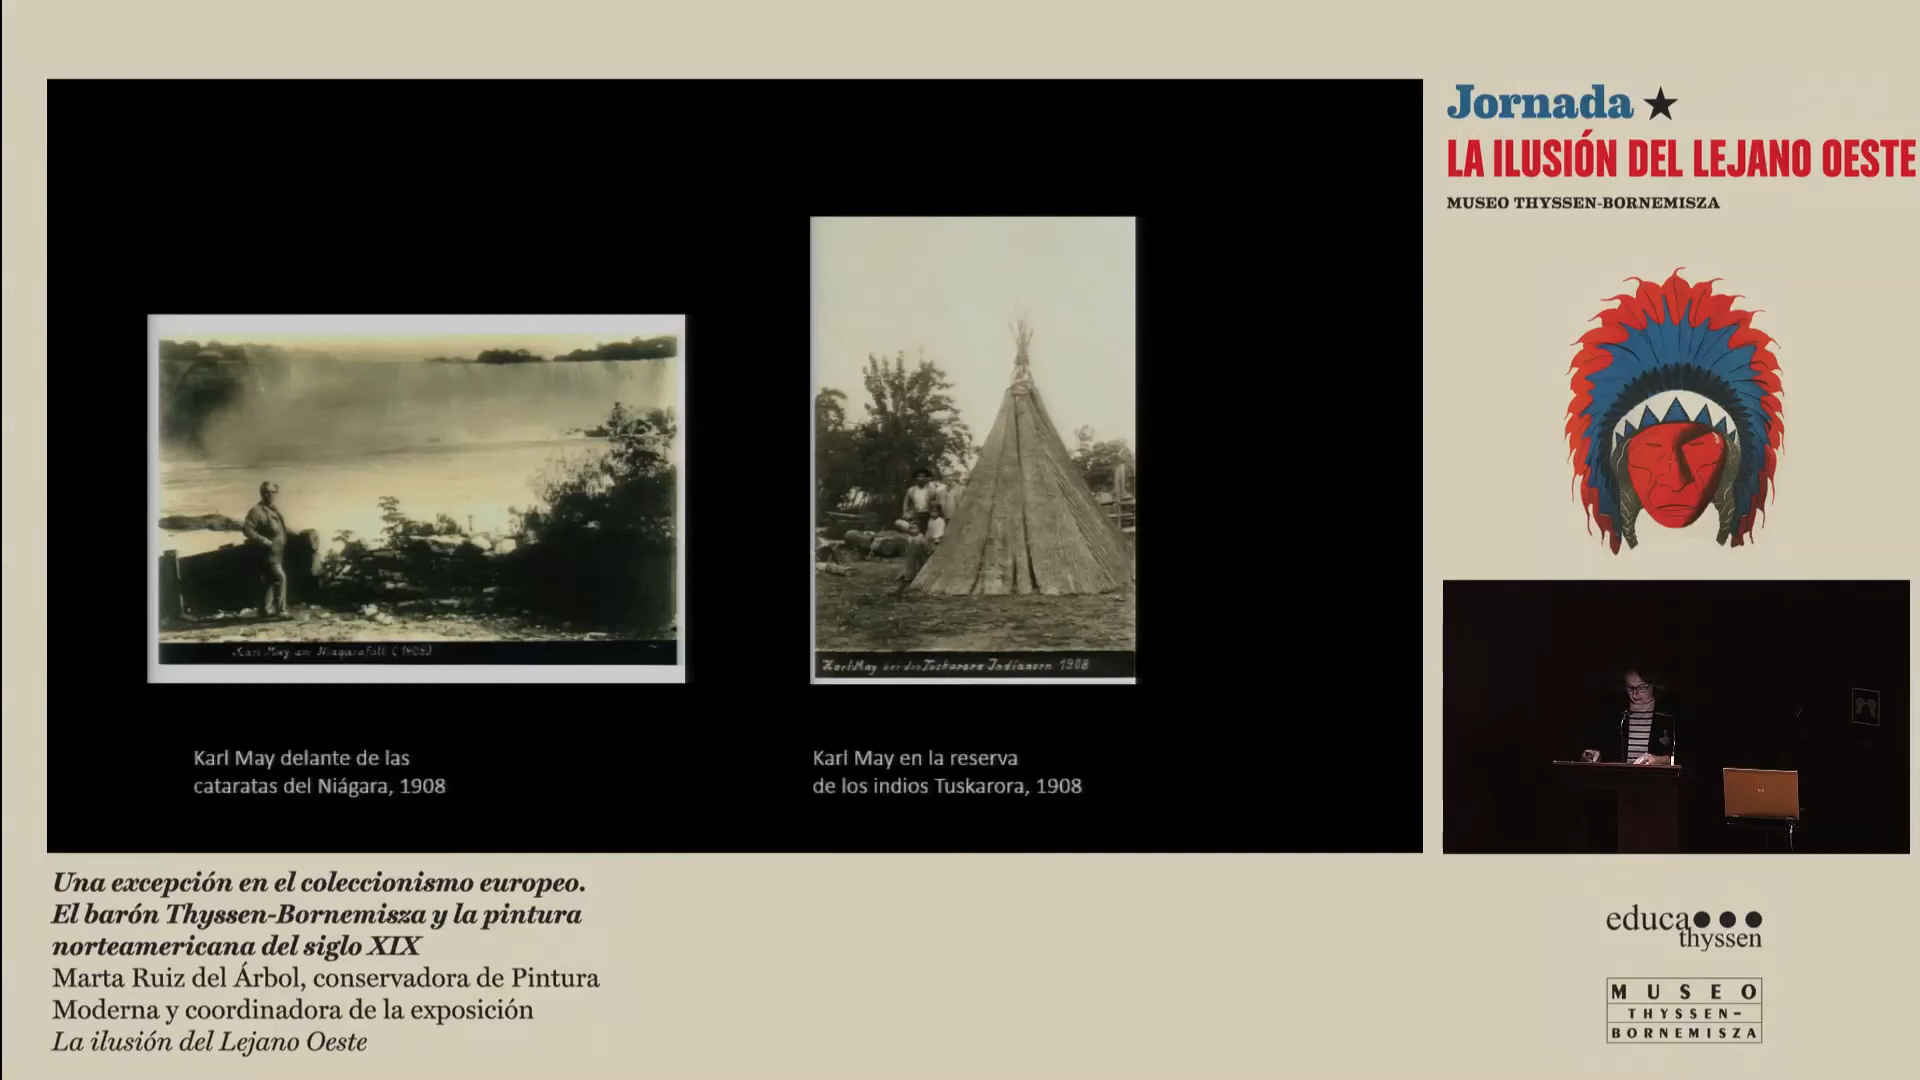 Jornada ★
LA ILUSIÓN DEL LEJANO OESTE
MUSEO THYSSEN-BORNEMISZA
Karl May am Niagarafall (1908)
Karl May bei den Tuskarora Indianern 1908
Karl May delante de las
cataratas del Niágara, 1908
Karl May en la reserva
de los indios Tuskarora, 1908
Una excepción en el coleccionismo europeo.
El barón Thyssen-Bornemisza y la pintura
norteamericana del siglo XIX
Marta Ruiz del Árbol, conservadora de Pintura
Moderna y coordinadora de la exposición
La ilusión del Lejano Oeste
educa
thyssen
MUSEO
THYSSEN-
BORNEMISZA